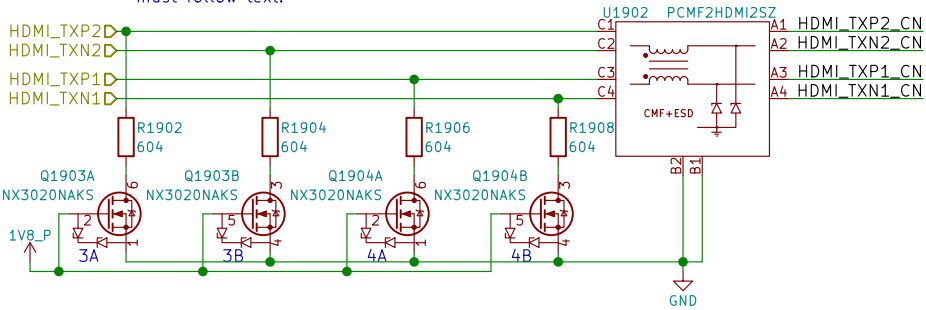 must follow text.
U1902 PCMF2HDMI2SZ
HDMI_TXP2 C1 A1 HDMI_TXP2_CN
HDMI_TXN2 C2 A2 HDMI_TXN2_CN
HDMI_TXP1 C3 A3 HDMI_TXP1_CN
HDMI_TXN1 C4 A4 HDMI_TXN1_CN
CMF+ESD
R1902 R1904 R1906 R1908
604 604 604 604
B2 B1
Q1903A 6 Q1903B 3 Q1904A 6 Q1904B 3
NX3020NAKS NX3020NAKS NX3020NAKS NX3020NAKS
2 5 2 5
1V8_P 1 4 1 4
3A 3B 4A 4B
GND